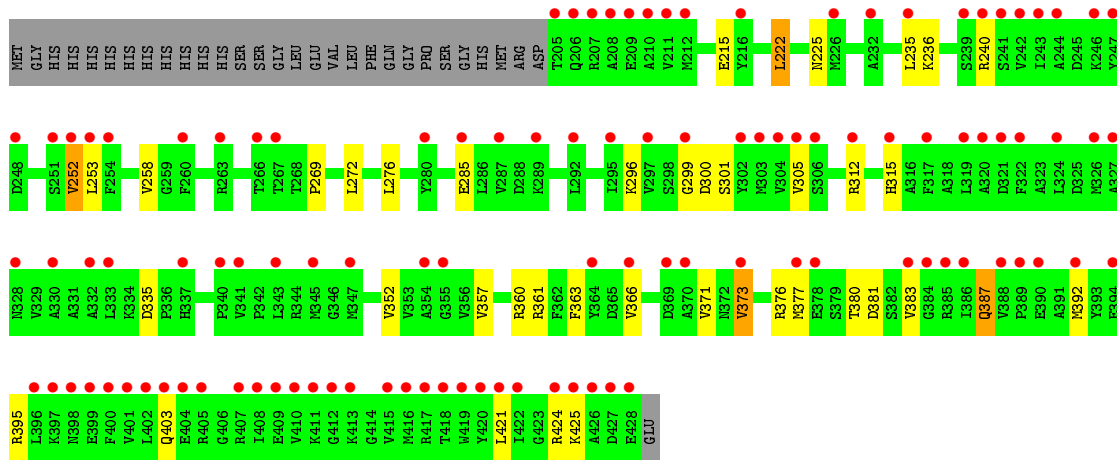 MET GLY HIS HIS HIS HIS HIS HIS HIS HIS HIS HIS SER SER GLY LEU GLU VAL LEU PHE GLN GLY PRO SER GLY HIS MET ARG ASP T205 Q206 R207 A208 E209 A210 V211 M212 E215 Y216 L222 N225 M226 A232 L235 K236 S239 R240 S241 V242 I243 A244 D245 K246 Y247
D248 S251 V252 L253 F254 V258 G259 F260 R263 T266 T267 T268 P269 L272 L276 Y280 E285 L286 V287 D288 K289 L292 I295 K296 V297 S298 G299 D300 S301 Y302 M303 V304 V305 S306 R312 H315 A316 F317 A318 L319 A320 D321 F322 A323 L324 D325 M326 A327
N328 V329 A330 A331 A332 L333 K334 D335 P336 H337 P340 V341 P342 L343 R344 M345 G346 M347 V352 V353 A354 G355 V356 V357 R360 R361 F362 F363 Y364 D365 V366 D369 A370 V371 N372 V373 R376 M377 E378 S379 T380 D381 S382 V383 G384 R385 I386 Q387 V388 P389 E390 A391 M392 Y393 E394
R395 L396 K397 N398 E399 F400 V401 L402 Q403 E404 R405 G406 R407 I408 E409 V410 K411 G412 K413 G414 V415 M416 R417 T418 W419 Y420 L421 I422 G423 R424 K425 A426 D427 E428 GLU